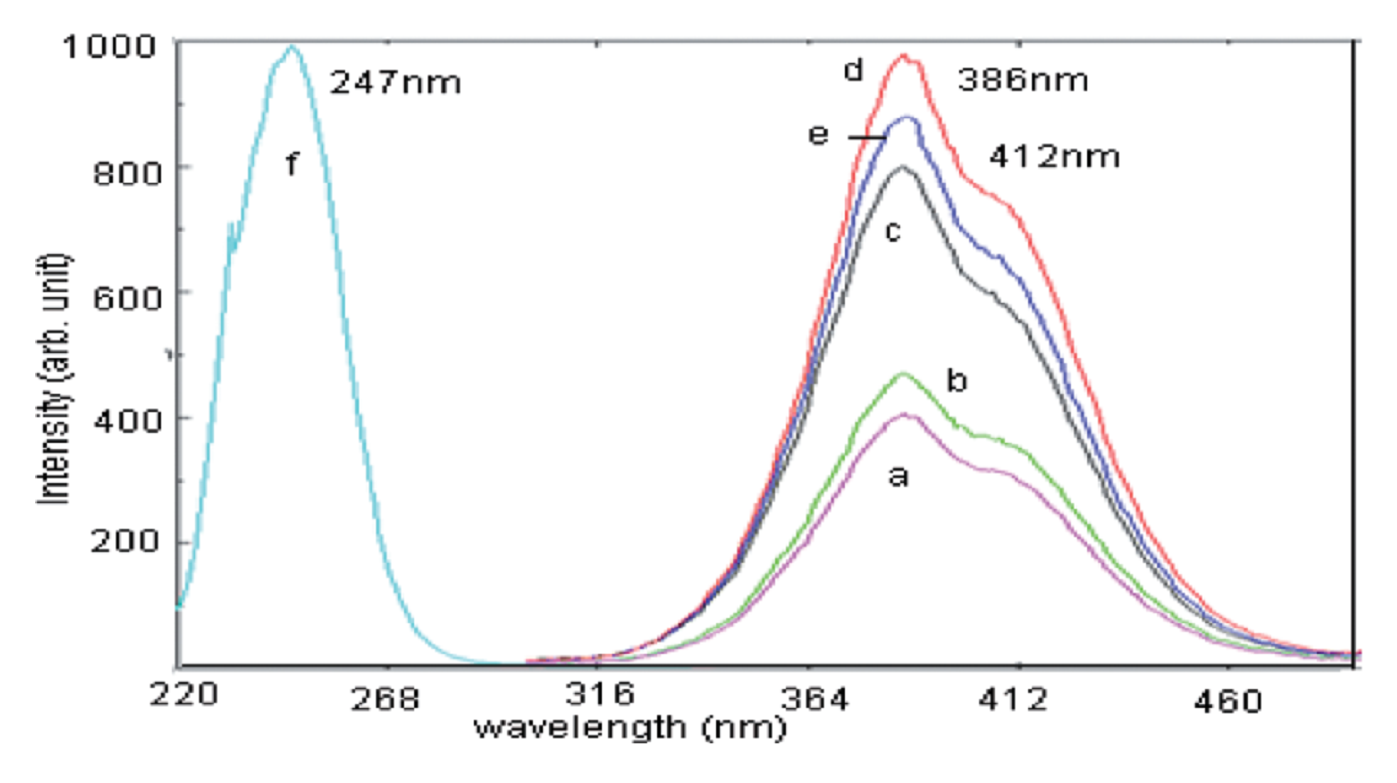 1000
247nm
d
386nm
e
412nm
f
800
c
600
b
400
a
200
Intensity (arb. unit)
220
268
316
364
412
460
wavelength (nm)